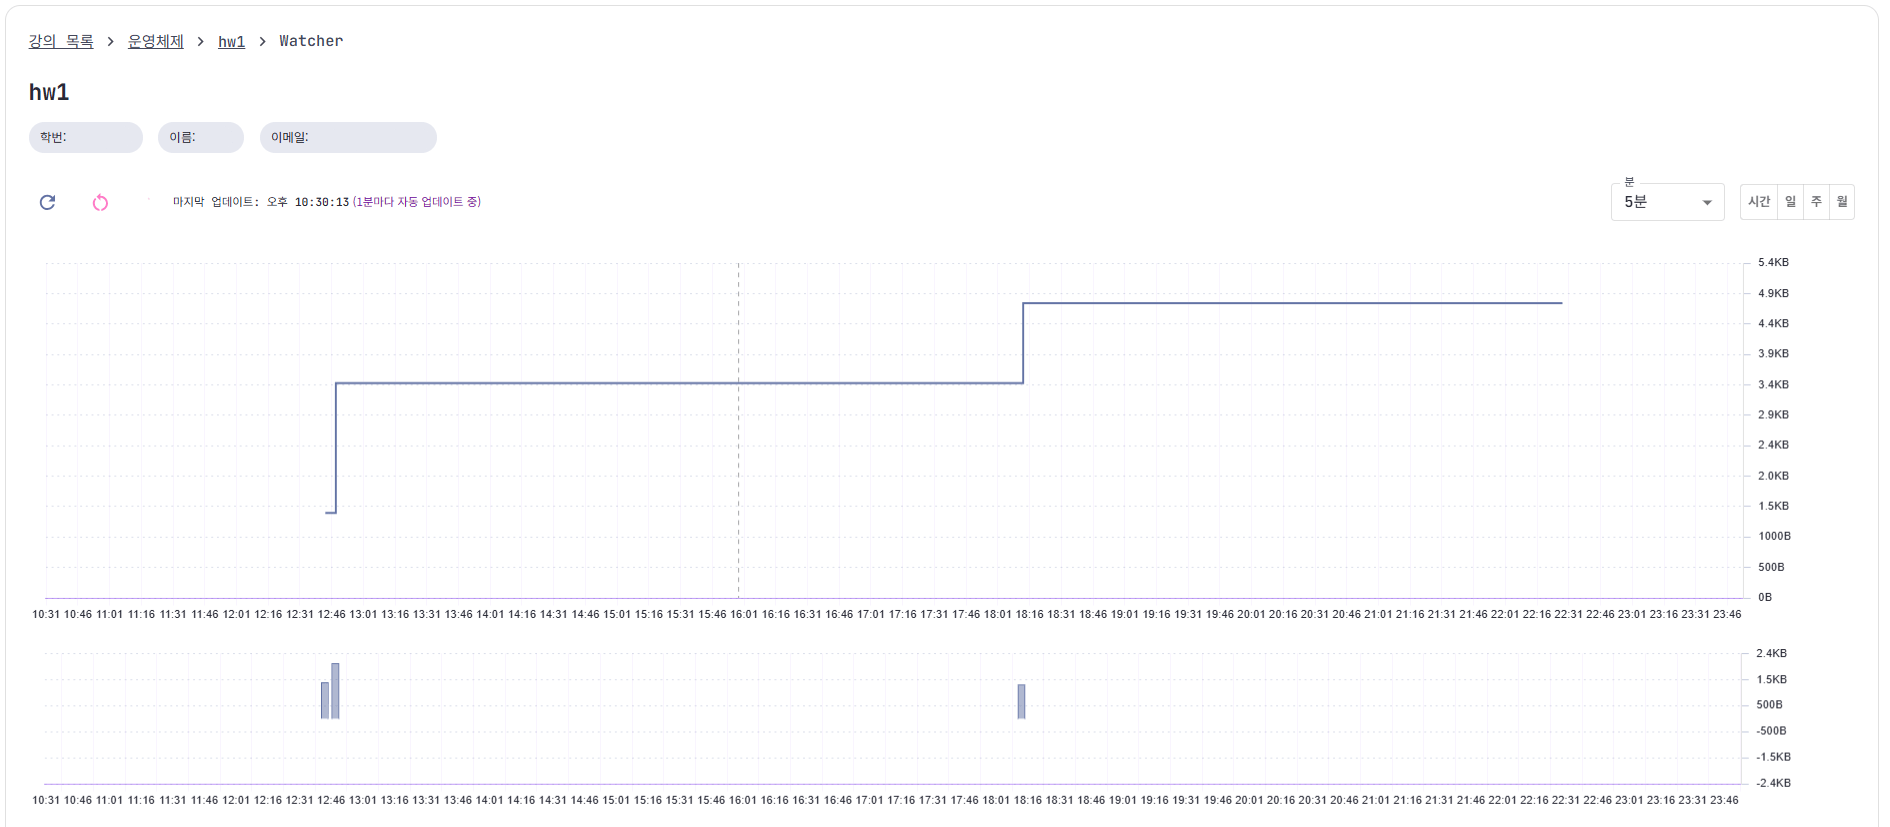 강의 목록 > 운영체제 > hw1 > Watcher
hw1
학번: 이름: 이메일:
마지막 업데이트: 오후 10:30:13 (1분마다 자동 업데이트 중)
분
5분
시간 일 주 월
5.4KB
4.9KB
4.4KB
3.9KB
3.4KB
2.9KB
2.4KB
2.0KB
1.5KB
1000B
500B
0B
10:31 10:46 11:01 11:16 11:31 11:46 12:01 12:16 12:31 12:46 13:01 13:16 13:31 13:46 14:01 14:16 14:31 14:46 15:01 15:16 15:31 15:46 16:01 16:16 16:31 16:46 17:01 17:16 17:31 17:46 18:01 18:16 18:31 18:46 19:01 19:16 19:31 19:46 20:01 20:16 20:31 20:46 21:01 21:16 21:31 21:46 22:01 22:16 22:31 22:46 23:01 23:16 23:31 23:46
2.4KB
1.5KB
500B
-500B
-1.5KB
-2.4KB
10:31 10:46 11:01 11:16 11:31 11:46 12:01 12:16 12:31 12:46 13:01 13:16 13:31 13:46 14:01 14:16 14:31 14:46 15:01 15:16 15:31 15:46 16:01 16:16 16:31 16:46 17:01 17:16 17:31 17:46 18:01 18:16 18:31 18:46 19:01 19:16 19:31 19:46 20:01 20:16 20:31 20:46 21:01 21:16 21:31 21:46 22:01 22:16 22:31 22:46 23:01 23:16 23:31 23:46